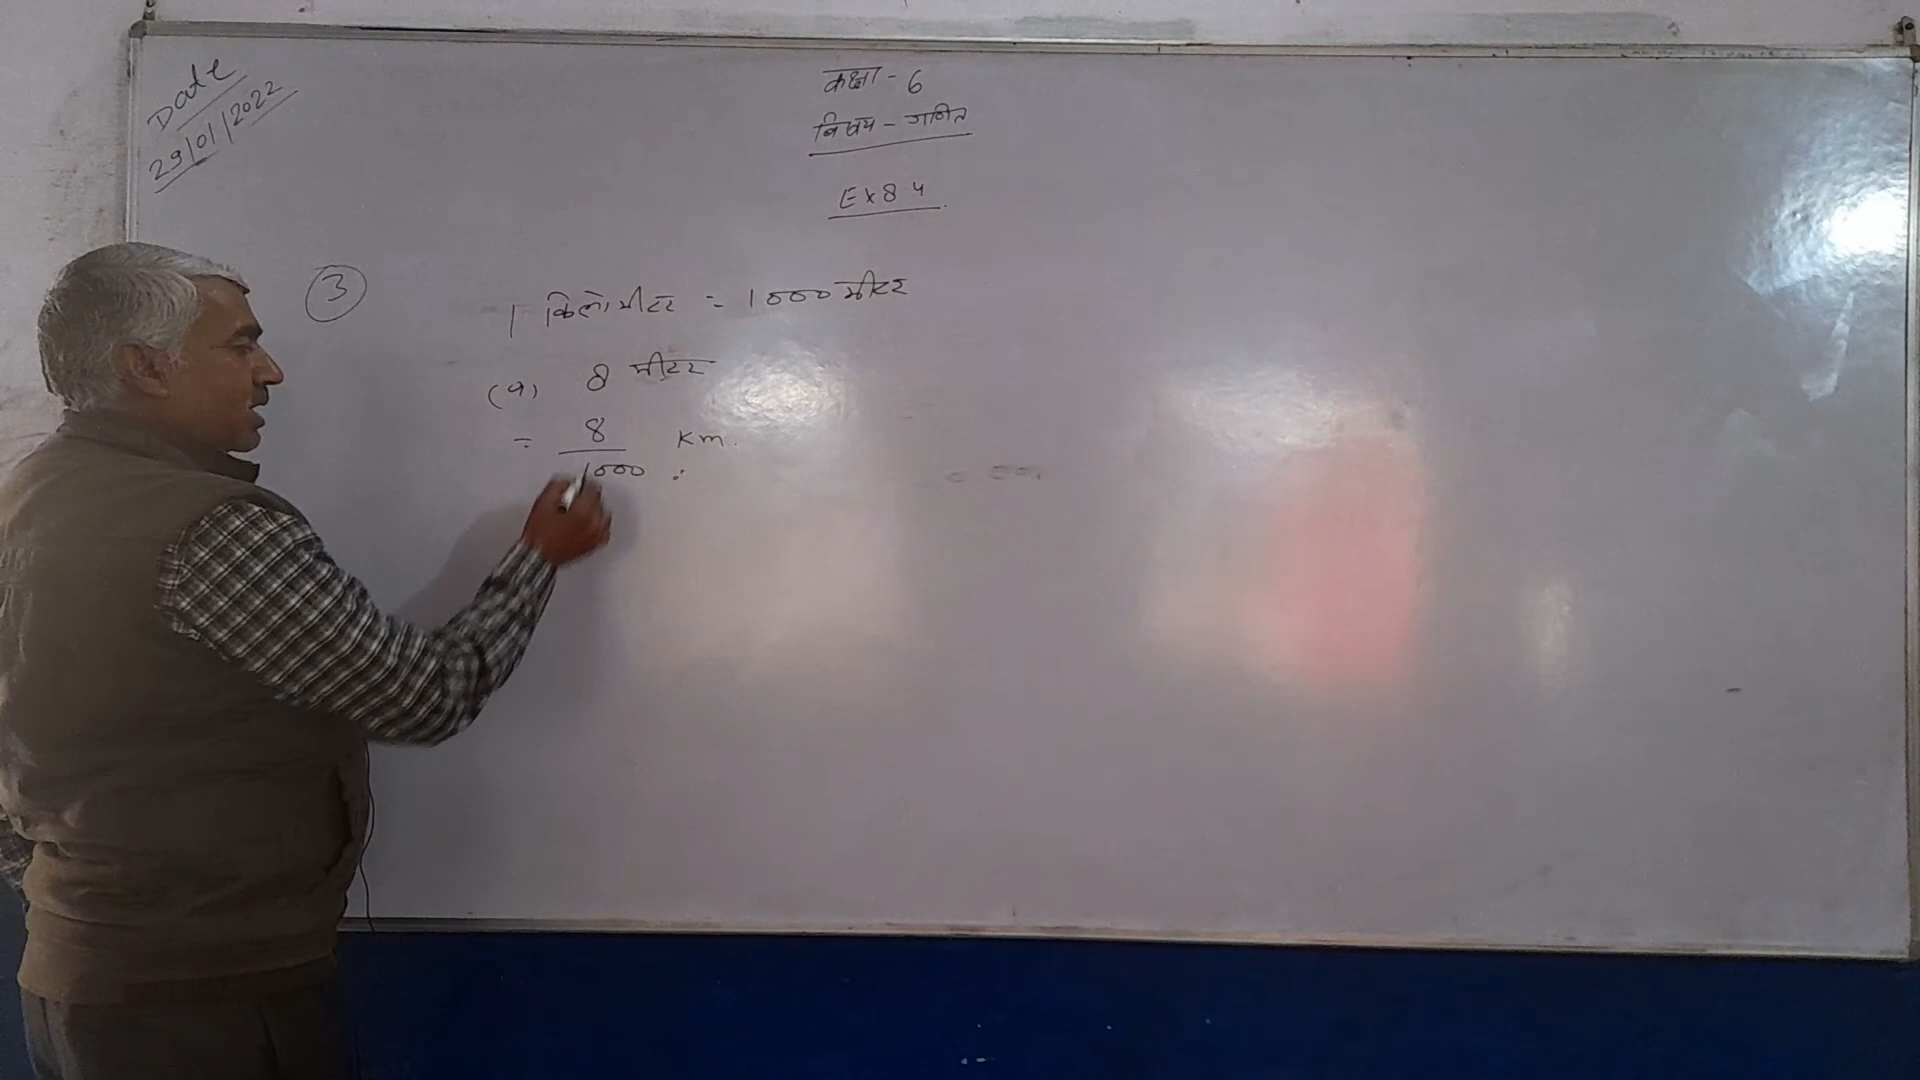 Date
29/01/2022
कक्षा - 6
विषय - गणित
Ex 8.4
3
1 किलोमीटर = 1000 मीटर
(a) 8 मीटर
= 8/1000 Km.